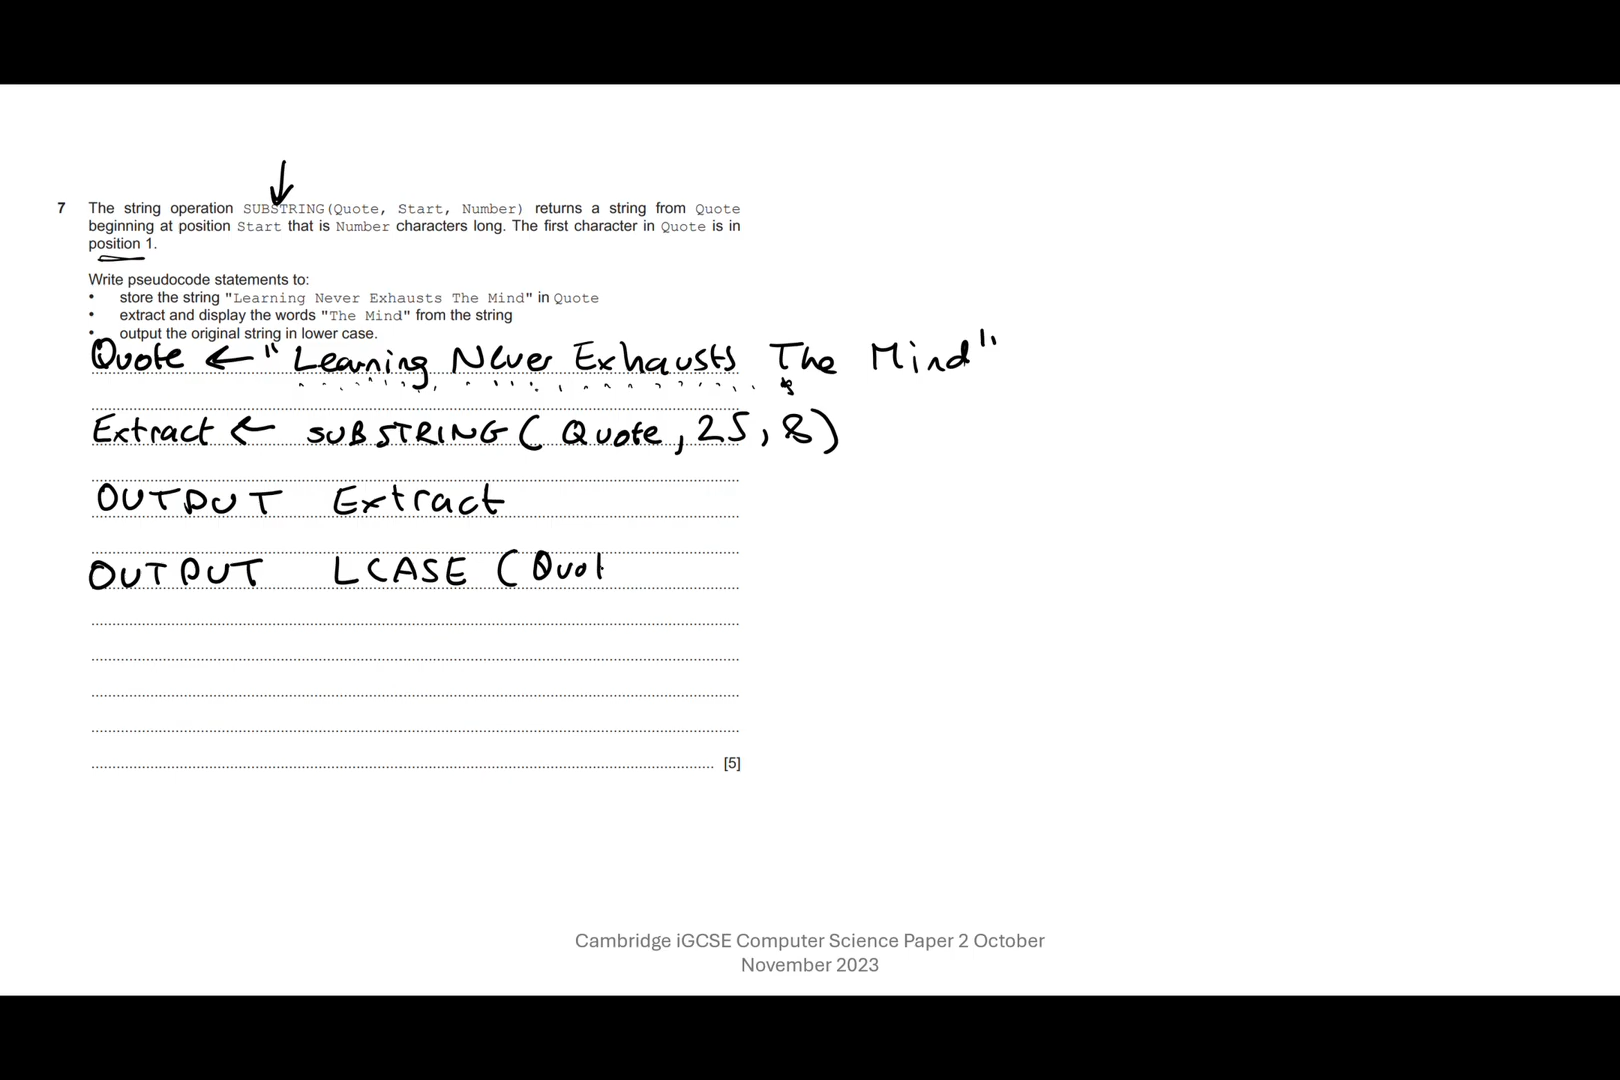 7 The string operation SUBSTRING(Quote, Start, Number) returns a string from Quote
beginning at position Start that is Number characters long. The first character in Quote is in
position 1.
Write pseudocode statements to:
• store the string "Learning Never Exhausts The Mind" in Quote
• extract and display the words "The Mind" from the string
• output the original string in lower case.
Quote ← "Learning Never Exhausts The Mind"
Extract ← SUBSTRING ( Quote , 25 , 8 )
OUTPUT Extract
OUTPUT LCASE ( Quot
[5]
Cambridge iGCSE Computer Science Paper 2 October
November 2023